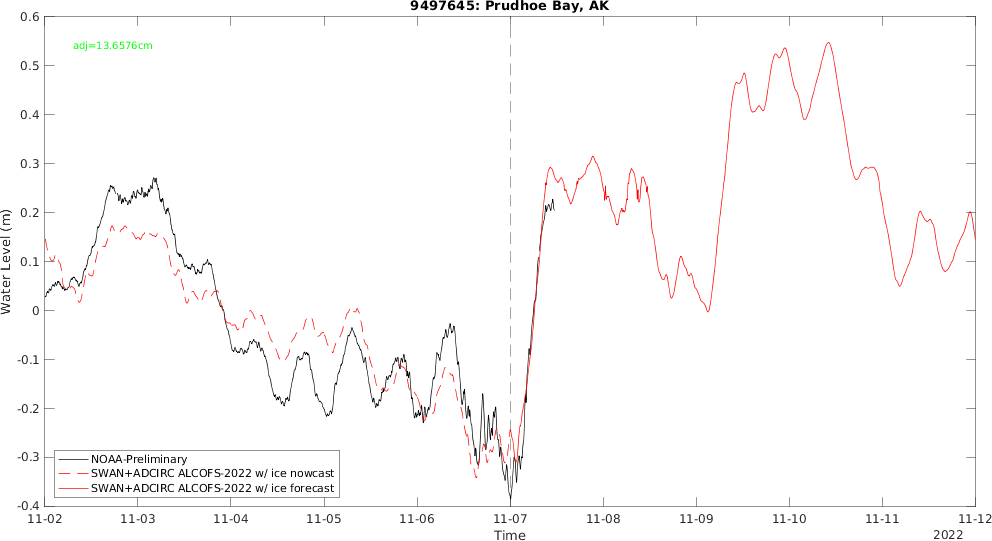 9497645: Prudhoe Bay, AK
adj=13.6576cm
Water Level (m)
0.6
0.5
0.4
0.3
0.2
0.1
0
-0.1
-0.2
-0.3
-0.4
NOAA-Preliminary
SWAN+ADCIRC ALCOFS-2022 w/ ice nowcast
SWAN+ADCIRC ALCOFS-2022 w/ ice forecast
11-02 11-03 11-04 11-05 11-06 11-07 11-08 11-09 11-10 11-11 11-12
Time
2022